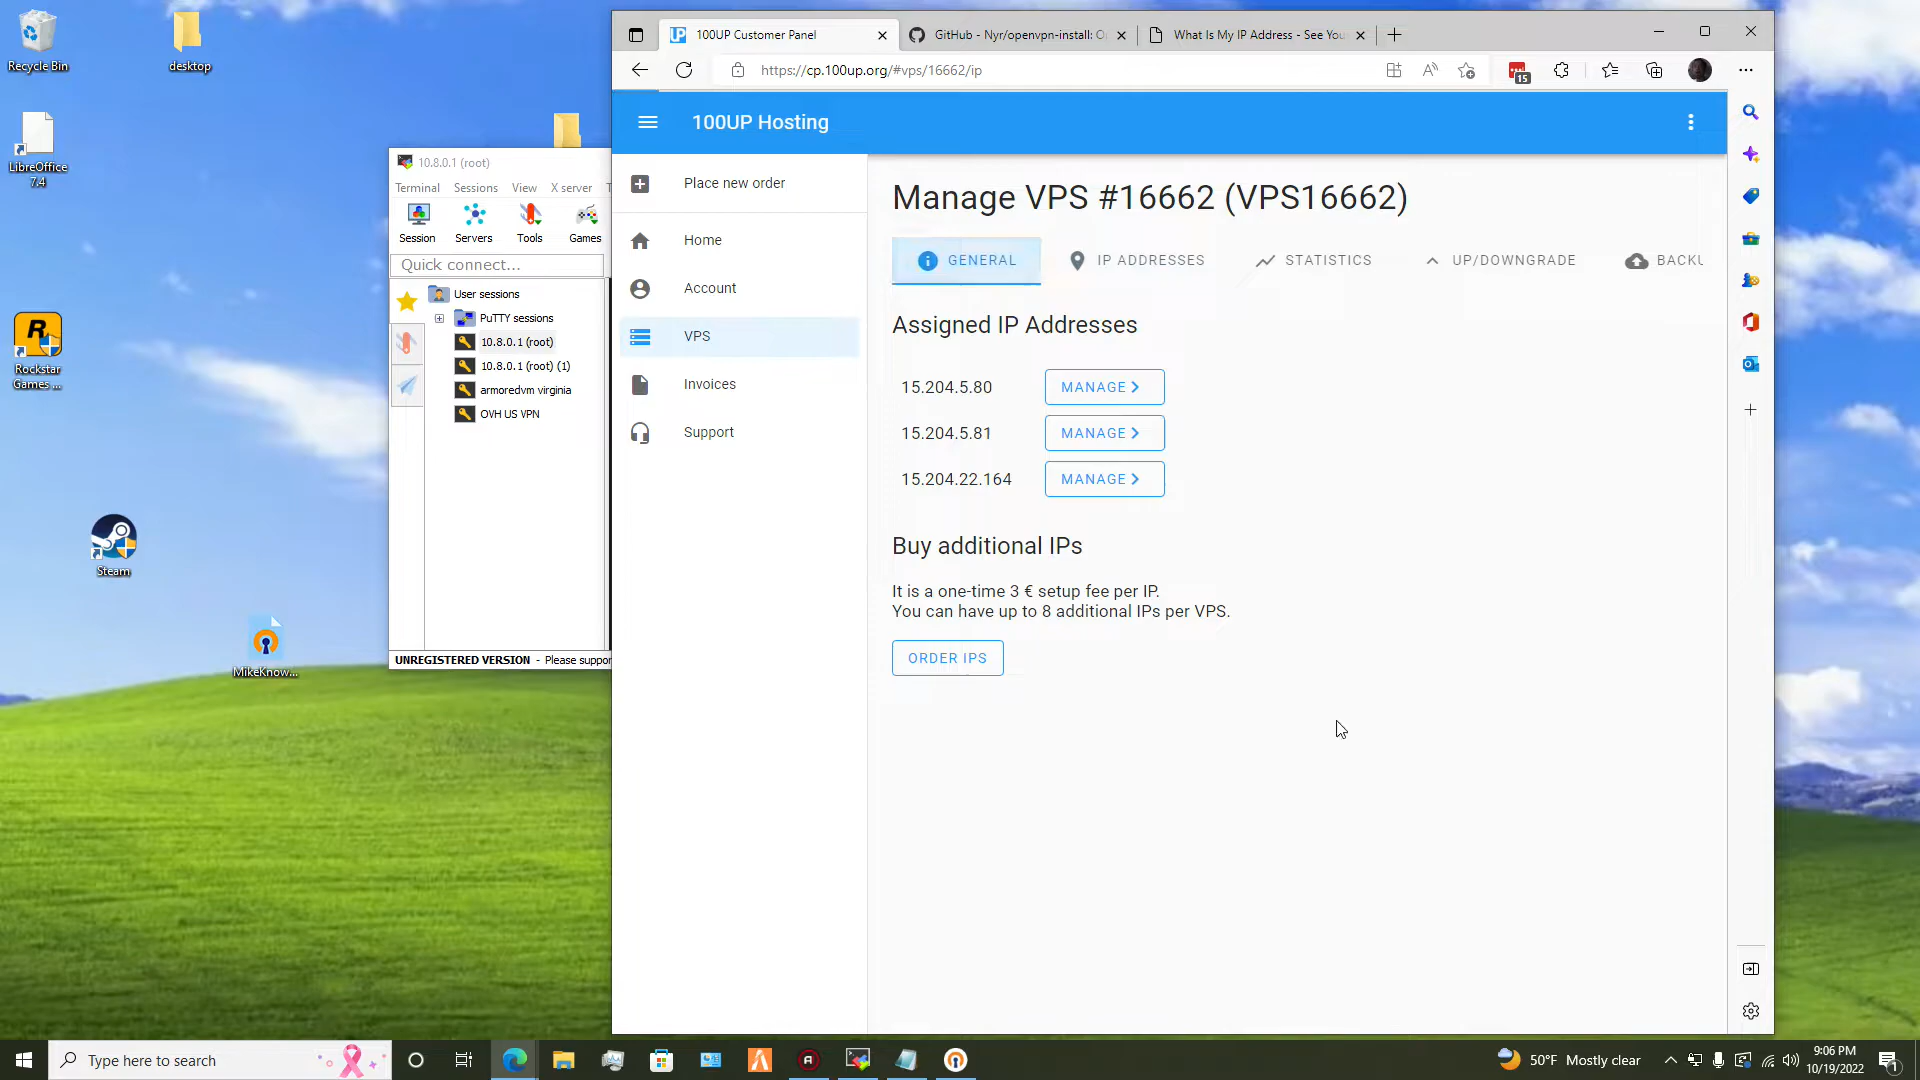 Recycle Bin
desktop
LibreOffice
7.4
Rockstar
Games ...
Steam
MikeKnow...
10.8.0.1 (root)
Terminal
Sessions
View
X server
T
Session
Servers
Tools
Games
Quick connect...
User sessions
PuTTY sessions
10.8.0.1 (root)
10.8.0.1 (root) (1)
armoredvm virginia
OVH US VPN
UNREGISTERED VERSION - Please suppor
100UP Customer Panel
GitHub - Nyr/openvpn-install: O
What Is My IP Address - See You
https://cp.100up.org/#vps/16662/ip
15
100UP Hosting
Place new order
Home
Account
VPS
Invoices
Support
Manage VPS #16662 (VPS16662)
GENERAL
IP ADDRESSES
STATISTICS
UP/DOWNGRADE
BACKU
Assigned IP Addresses
15.204.5.80 MANAGE
15.204.5.81 MANAGE
15.204.22.164 MANAGE
Buy additional IPs
It is a one-time 3 € setup fee per IP.
You can have up to 8 additional IPs per VPS.
ORDER IPS
Type here to search
50°F Mostly clear
9:06 PM
10/19/2022
1